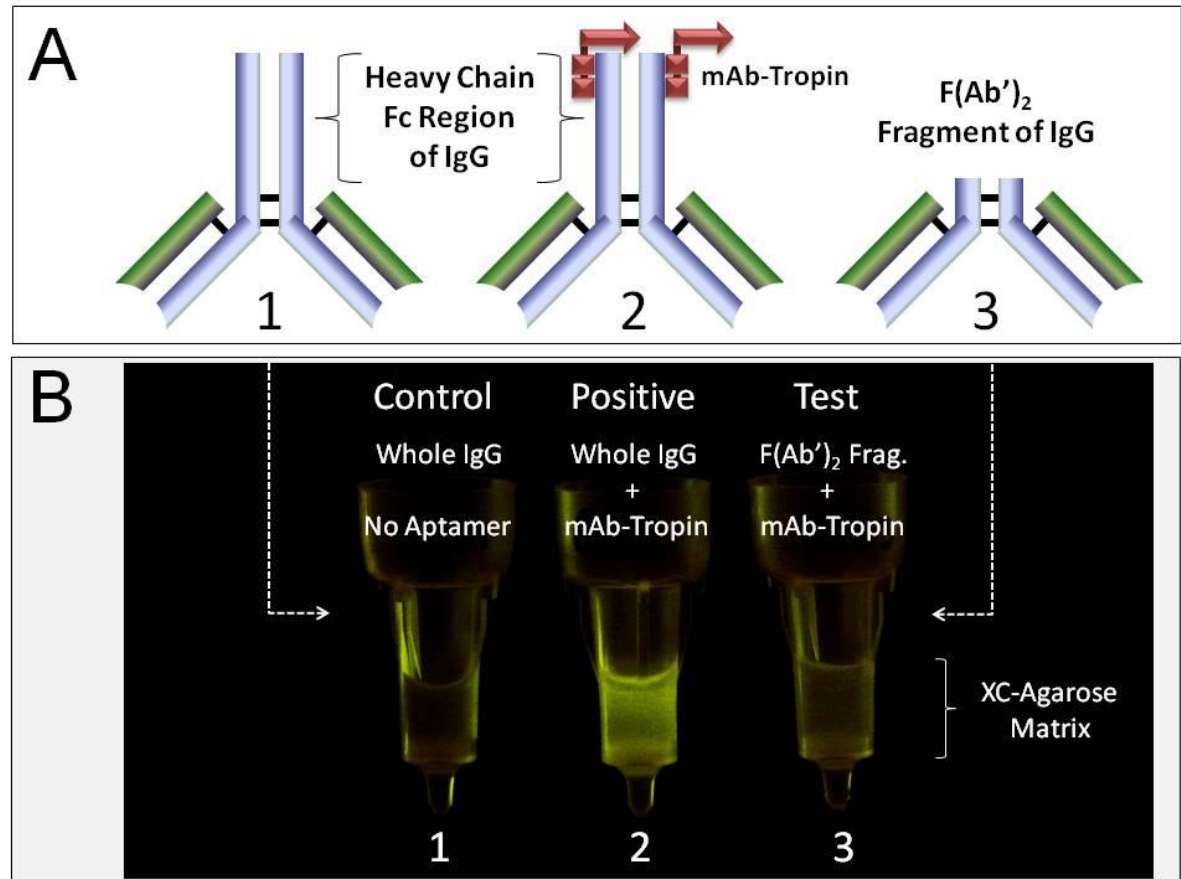 A
Heavy Chain
Fc Region
of IgG
mAb-Tropin
F(Ab’)₂
Fragment of IgG
1
2
3
B
Control
Positive
Test
Whole IgG
Whole IgG
F(Ab’)₂ Frag.
+
+
No Aptamer
mAb-Tropin
mAb-Tropin
XC-Agarose
Matrix
1
2
3